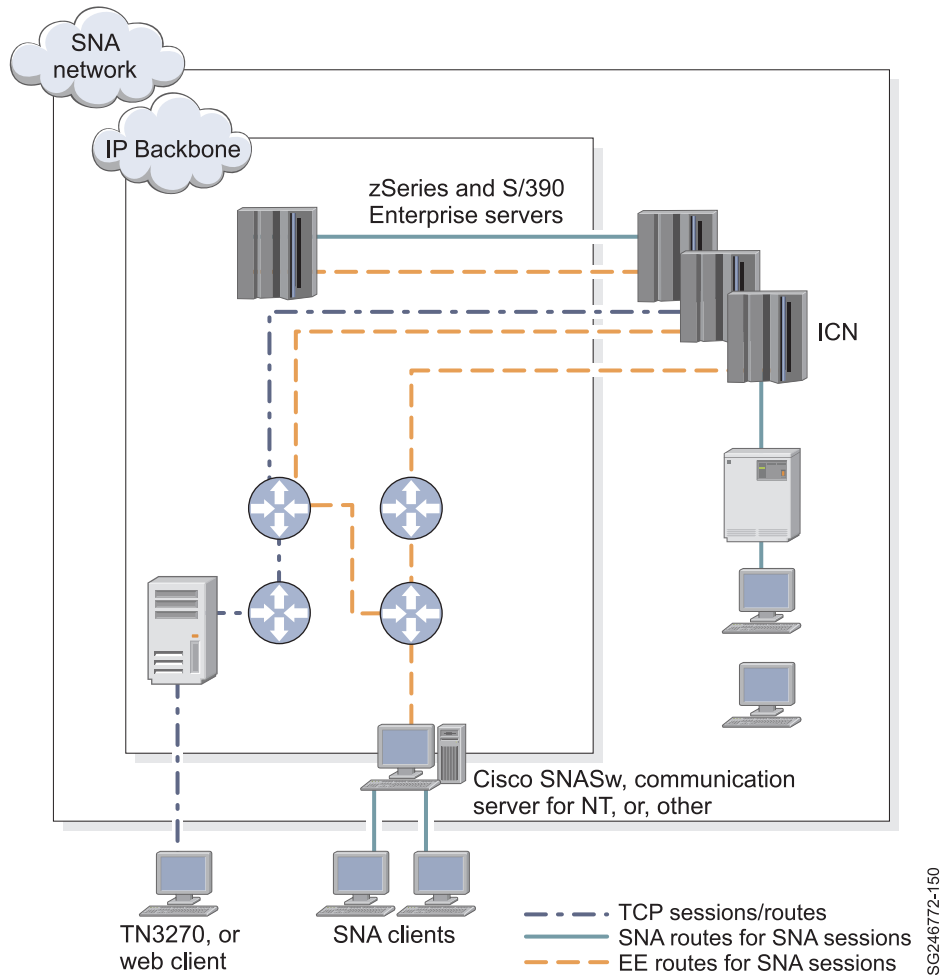 SNA
network
IP Backbone
zSeries and S/390
Enterprise servers
ICN
Cisco SNASw, communication
server for NT, or, other
TN3270, or
web client
SNA clients
TCP sessions/routes
SNA routes for SNA sessions
EE routes for SNA sessions
SG246772-150